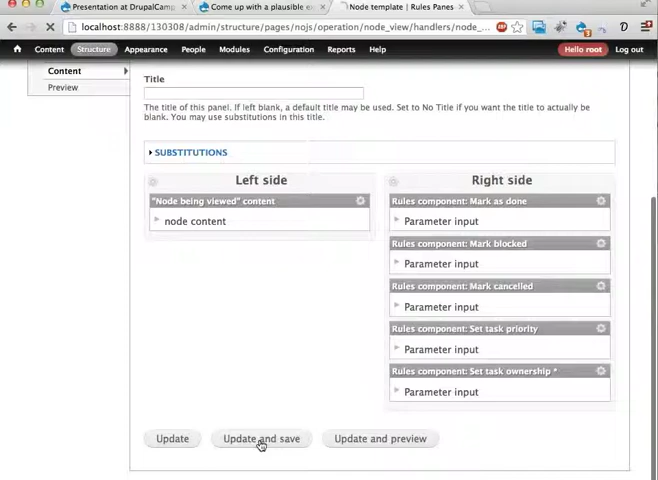 Presentation at DrupalCamp
Come up with a plausible ex
Node template | Rules Panes
localhost:8888/130308/admin/structure/pages/nojs/operation/node_view/handlers/node_...
Content Structure Appearance People Modules Configuration Reports Help Hello root Log out
Content
Preview
Title
The title of this panel. If left blank, a default title may be used. Set to No Title if you want the title to actually be
blank. You may use substitutions in this title.
SUBSTITUTIONS
Left side
"Node being viewed" content
node content
Right side
Rules component: Mark as done
Parameter input
Rules component: Mark blocked
Parameter input
Rules component: Mark cancelled
Parameter input
Rules component: Set task priority
Parameter input
Rules component: Set task ownership *
Parameter input
Update
Update and save
Update and preview